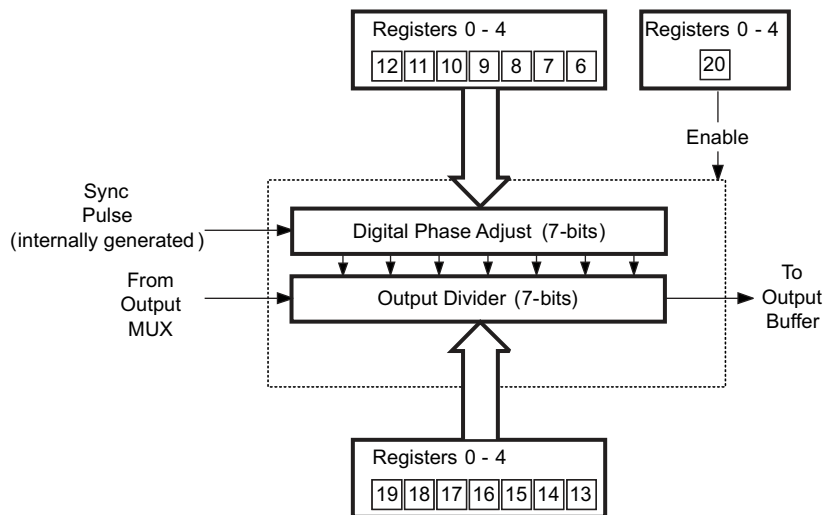 Registers 0 - 4
12 11 10 9 8 7 6
Registers 0 - 4
20
Enable
Sync
Pulse
(internally generated)
Digital Phase Adjust (7-bits)
From
Output
MUX
Output Divider (7-bits)
To
Output
Buffer
Registers 0 - 4
19 18 17 16 15 14 13